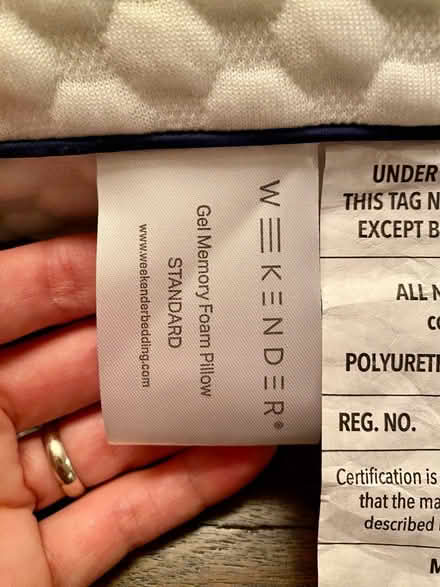 WEEKENDER®
Gel Memory Foam Pillow
STANDARD
www.weekenderbedding.com
UNDER
THIS TAG N
EXCEPT B
ALL N
POLYURETH
REG. NO.
Certification is
that the ma
described
M